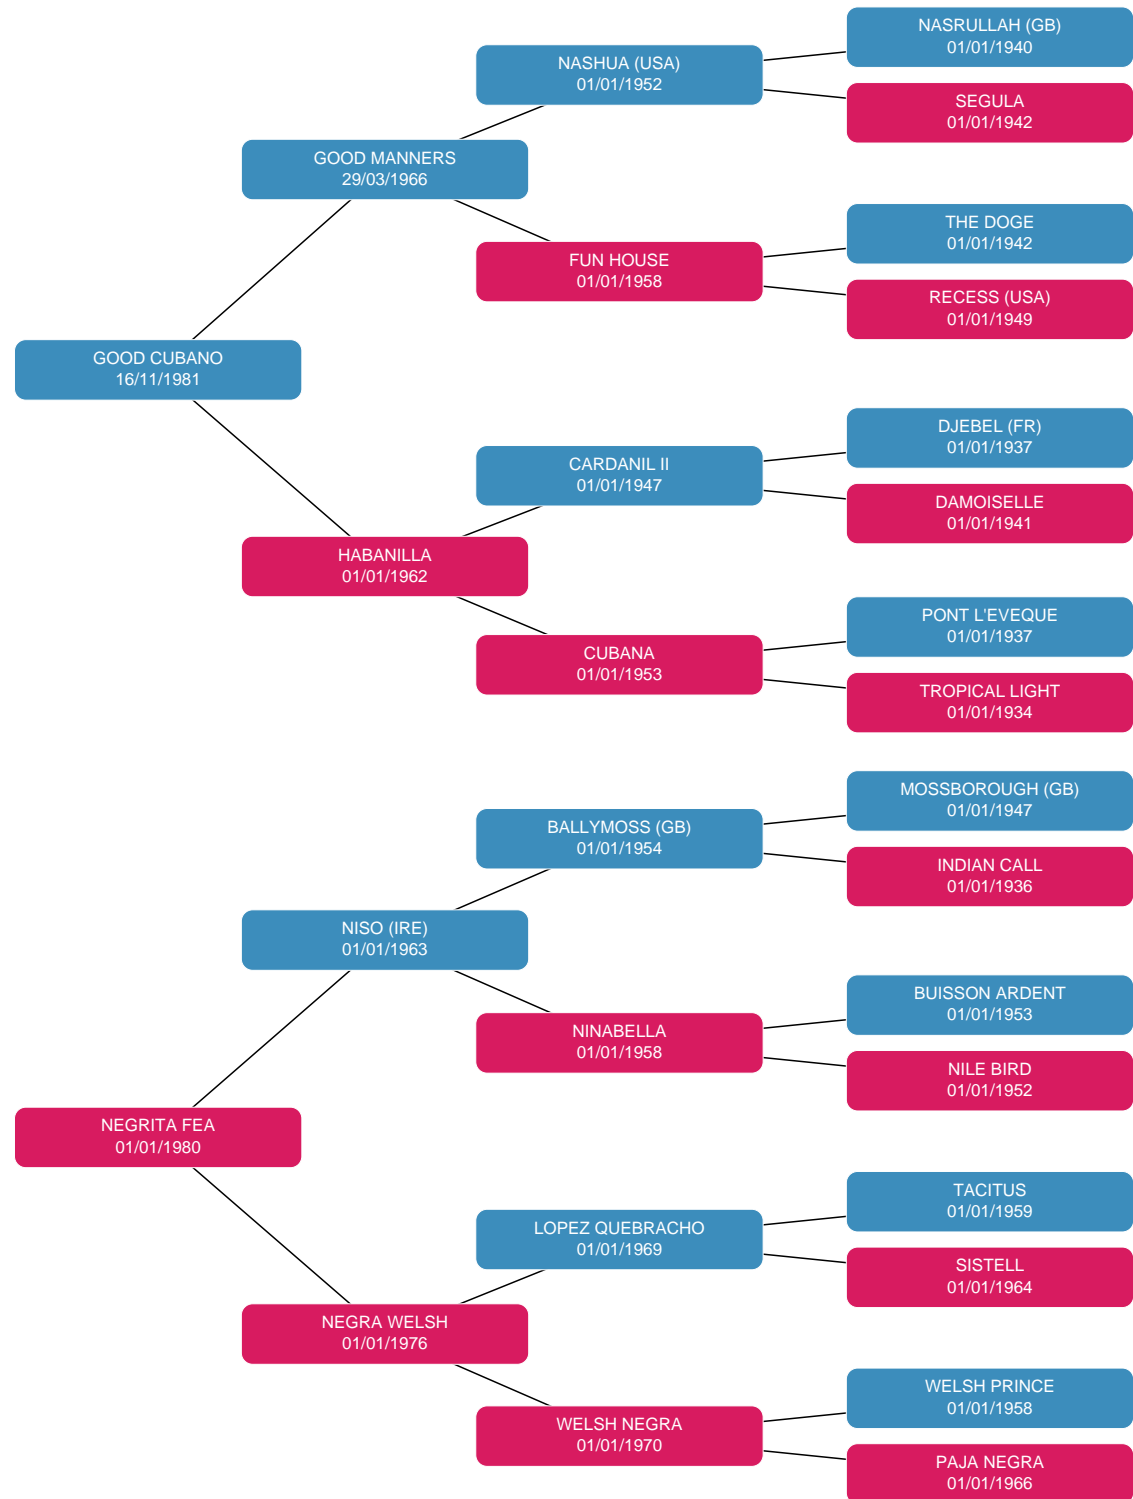 NASRULLAH (GB)
01/01/1940
NASHUA (USA)
01/01/1952
SEGULA
01/01/1942
GOOD MANNERS
29/03/1966
THE DOGE
01/01/1942
FUN HOUSE
01/01/1958
RECESS (USA)
01/01/1949
GOOD CUBANO
16/11/1981
DJEBEL (FR)
01/01/1937
CARDANIL II
01/01/1947
DAMOISELLE
01/01/1941
HABANILLA
01/01/1962
PONT L'EVEQUE
01/01/1937
CUBANA
01/01/1953
TROPICAL LIGHT
01/01/1934
MOSSBOROUGH (GB)
01/01/1947
BALLYMOSS (GB)
01/01/1954
INDIAN CALL
01/01/1936
NISO (IRE)
01/01/1963
BUISSON ARDENT
01/01/1953
NINABELLA
01/01/1958
NILE BIRD
01/01/1952
NEGRITA FEA
01/01/1980
TACITUS
01/01/1959
LOPEZ QUEBRACHO
01/01/1969
SISTELL
01/01/1964
NEGRA WELSH
01/01/1976
WELSH PRINCE
01/01/1958
WELSH NEGRA
01/01/1970
PAJA NEGRA
01/01/1966